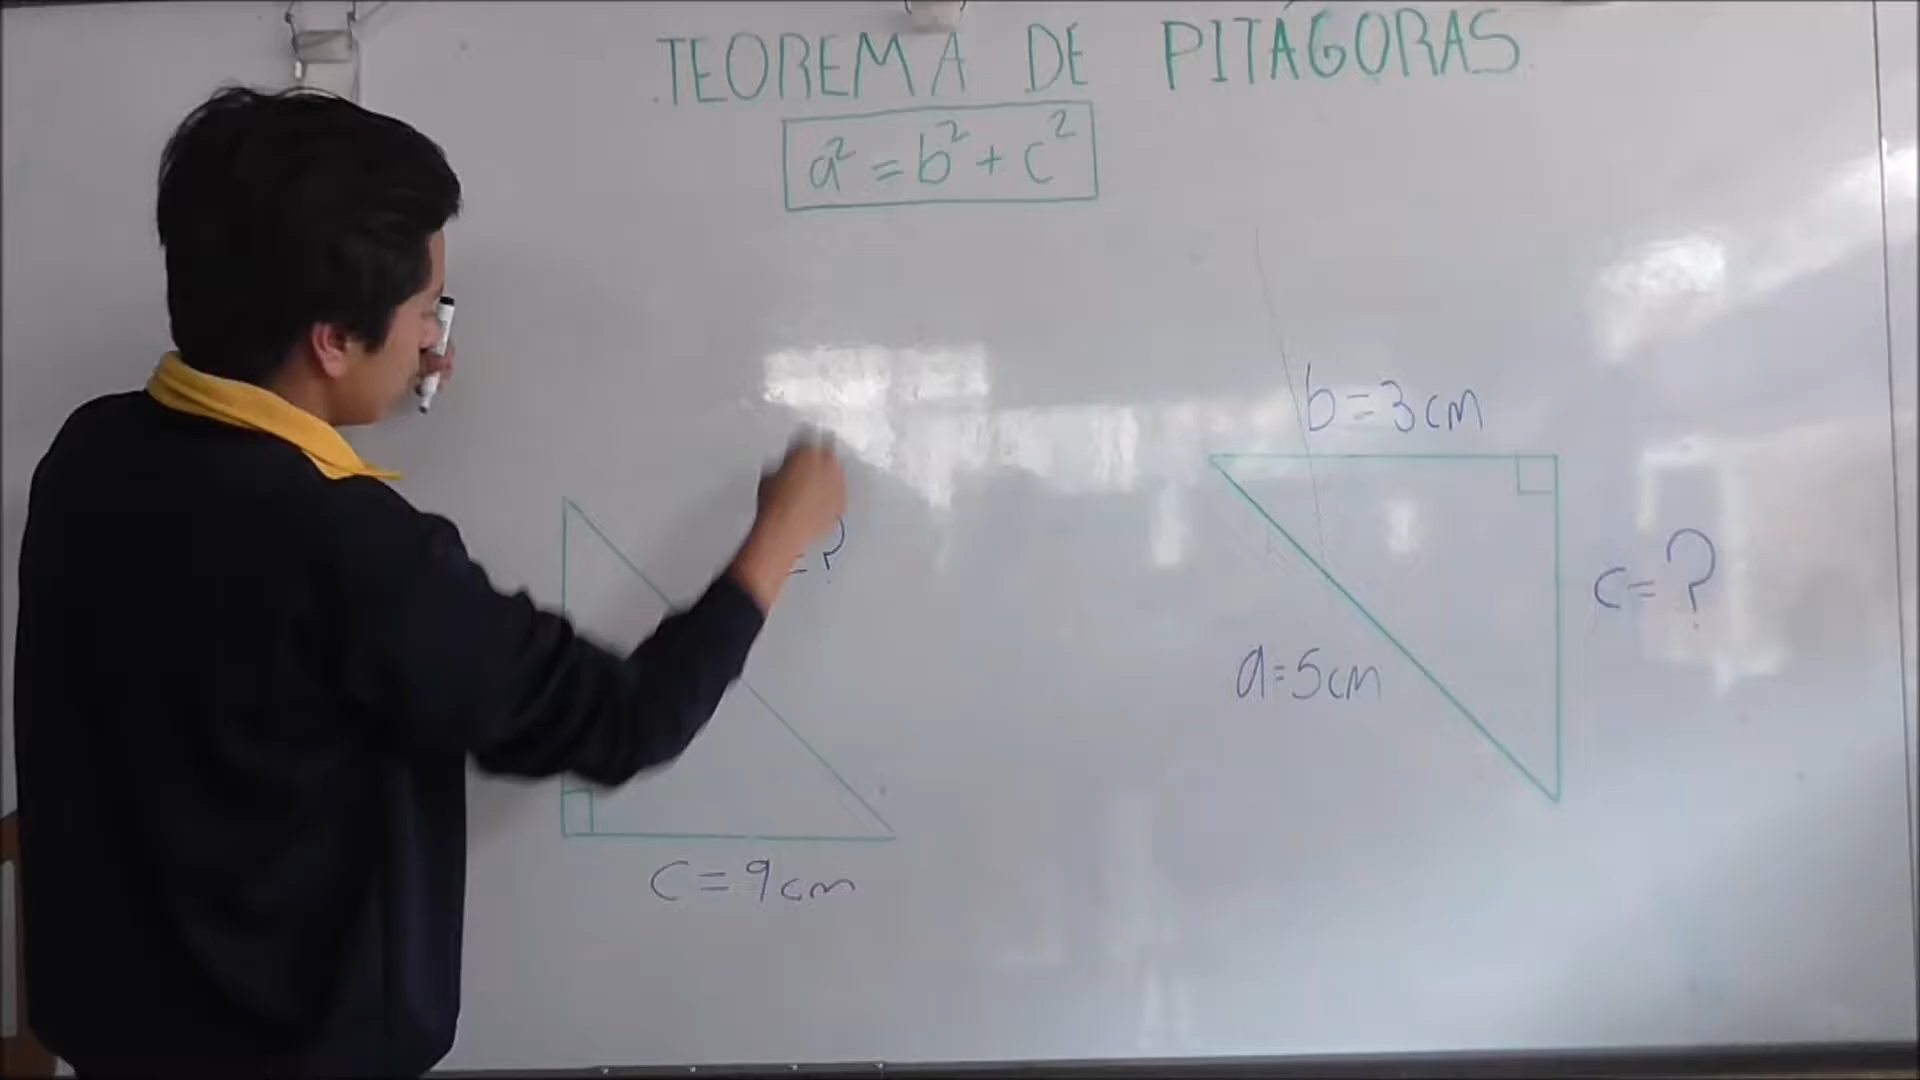 TEOREMA DE PITÁGORAS
a² = b² + c²
=?
c = 9cm
b = 3cm
c = ?
a = 5cm